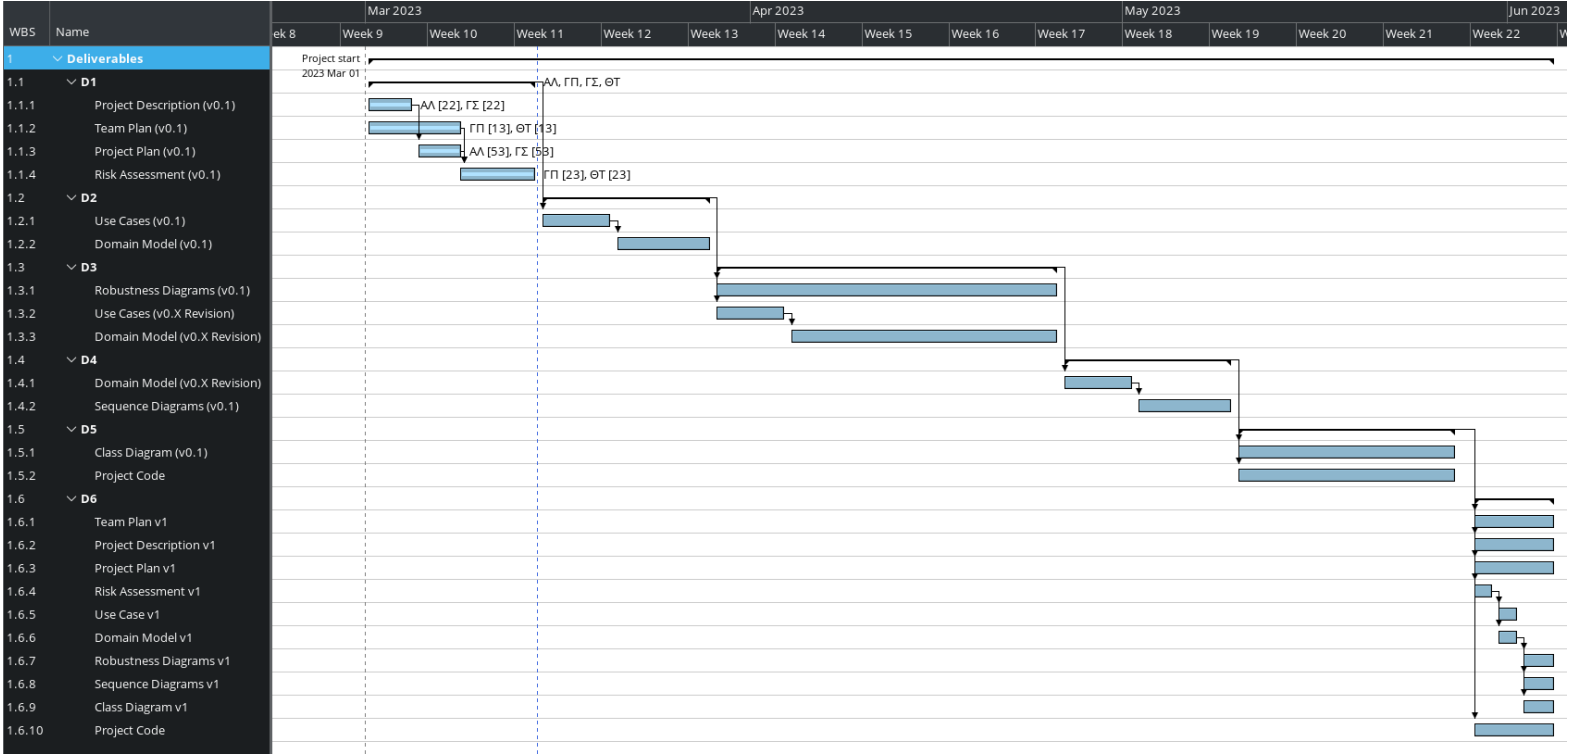 Mar 2023 Apr 2023 May 2023 Jun 2023
WBS Name ek 8 Week 9 Week 10 Week 11 Week 12 Week 13 Week 14 Week 15 Week 16 Week 17 Week 18 Week 19 Week 20 Week 21 Week 22 W
1 Deliverables Project start
2023 Mar 01
1.1 D1 ΑΛ, ΓΠ, ΓΣ, ΘΤ
1.1.1 Project Description (v0.1) ΑΛ [22], ΓΣ [22]
1.1.2 Team Plan (v0.1) ΓΠ [13], ΘΤ [13]
1.1.3 Project Plan (v0.1) ΑΛ [53], ΓΣ [53]
1.1.4 Risk Assessment (v0.1) ΓΠ [23], ΘΤ [23]
1.2 D2
1.2.1 Use Cases (v0.1)
1.2.2 Domain Model (v0.1)
1.3 D3
1.3.1 Robustness Diagrams (v0.1)
1.3.2 Use Cases (v0.X Revision)
1.3.3 Domain Model (v0.X Revision)
1.4 D4
1.4.1 Domain Model (v0.X Revision)
1.4.2 Sequence Diagrams (v0.1)
1.5 D5
1.5.1 Class Diagram (v0.1)
1.5.2 Project Code
1.6 D6
1.6.1 Team Plan v1
1.6.2 Project Description v1
1.6.3 Project Plan v1
1.6.4 Risk Assessment v1
1.6.5 Use Case v1
1.6.6 Domain Model v1
1.6.7 Robustness Diagrams v1
1.6.8 Sequence Diagrams v1
1.6.9 Class Diagram v1
1.6.10 Project Code